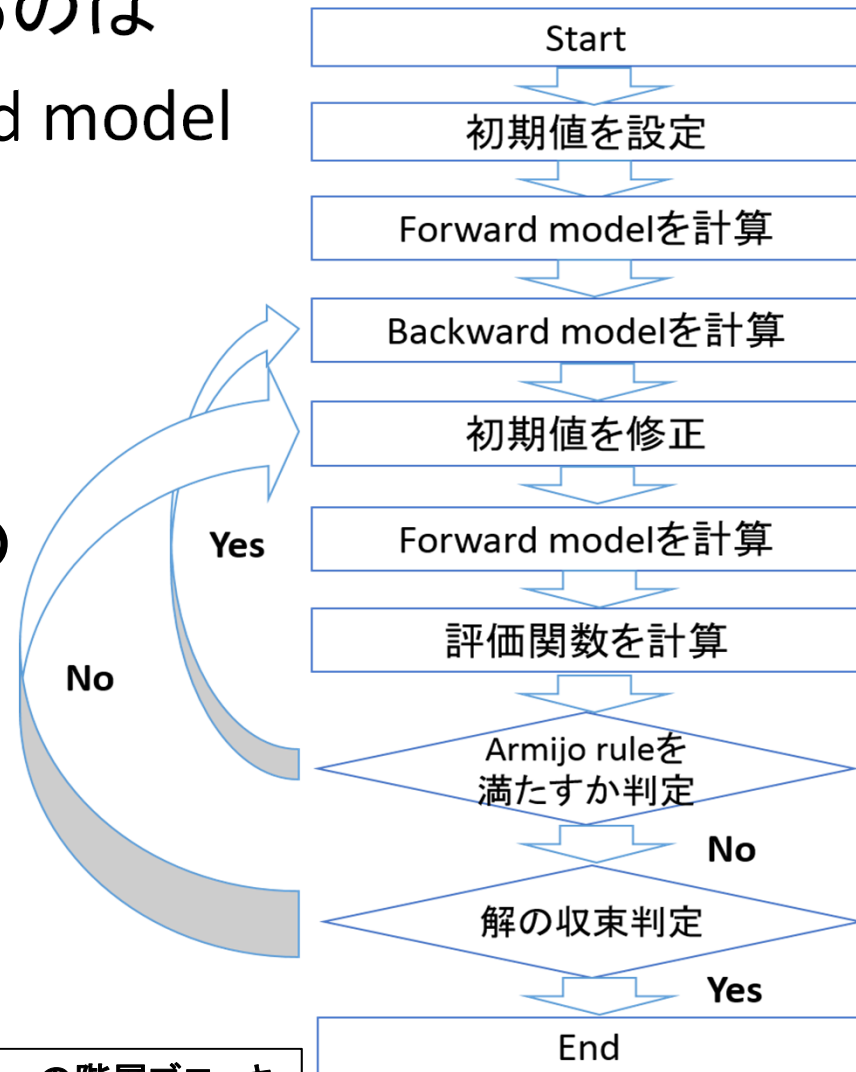 のは
d model
Start
初期値を設定
Forward modelを計算
Backward modelを計算
初期値を修正
Yes
Forward modelを計算
No
評価関数を計算
Armijo ruleを
満たすか判定
No
解の収束判定
Yes
End